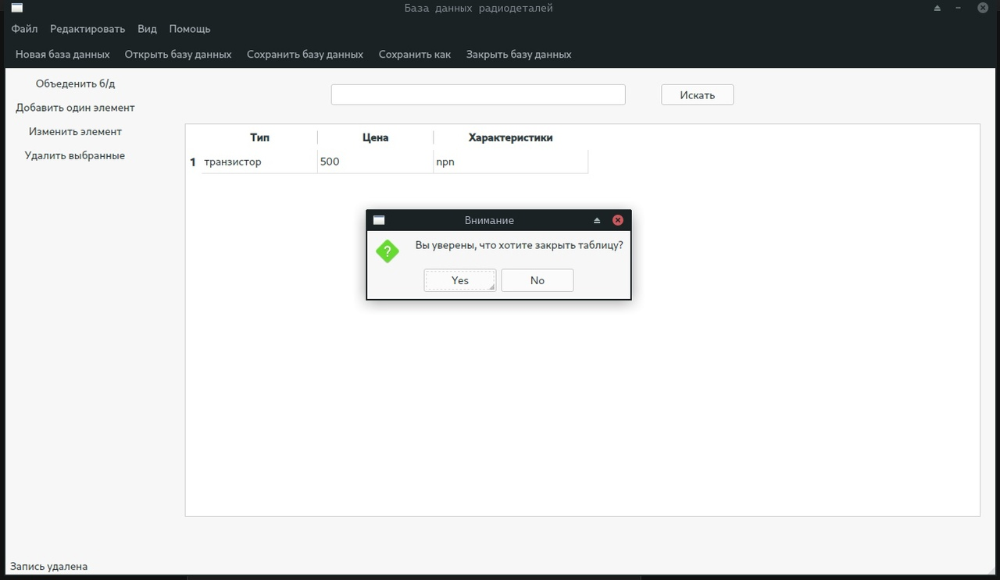 База данных радиодеталей
Файл Редактировать Вид Помощь
Новая база данных Открыть базу данных Сохранить базу данных Сохранить как Закрыть базу данных
Объеденить б/д
Добавить один элемент
Изменить элемент
Удалить выбранные
Искать
Тип Цена Характеристики
1 транзистор 500 npn
Внимание
? Вы уверены, что хотите закрыть таблицу?
Yes No
Запись удалена